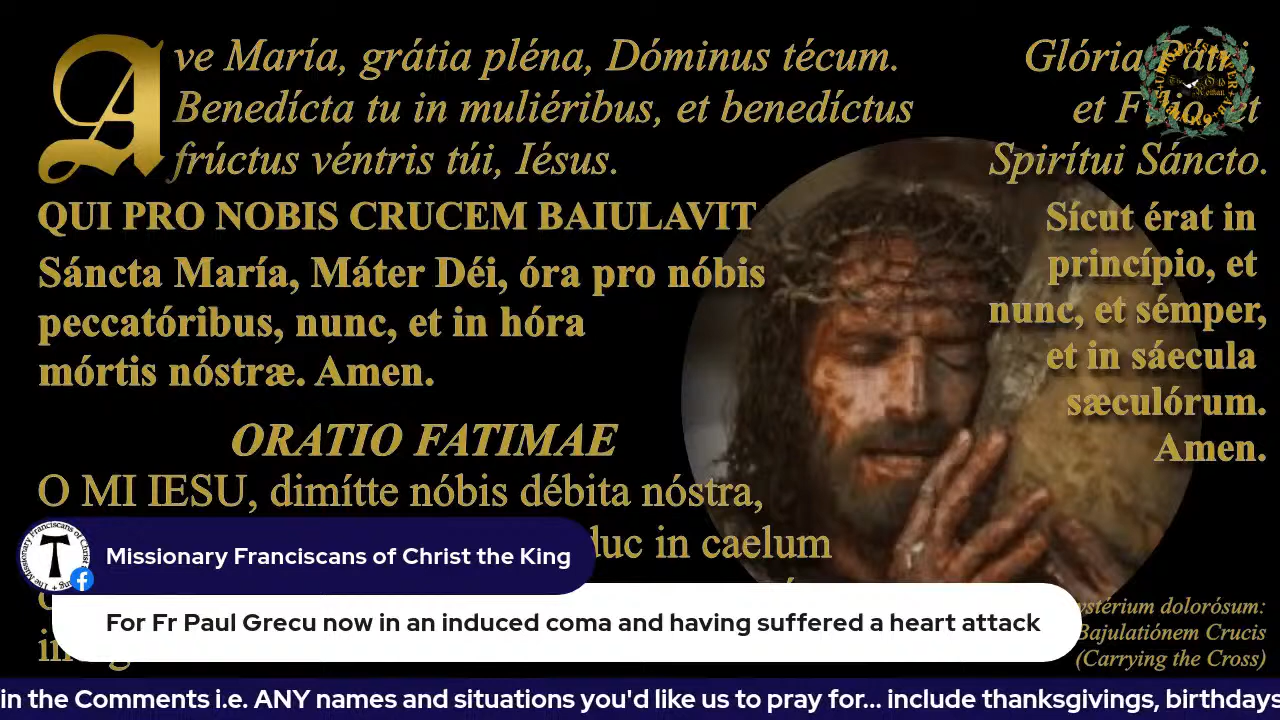 Ave María, grátia pléna, Dóminus técum.
Benedícta tu in muliéribus, et benedíctus
frúctus véntris túi, Iésus.
QUI PRO NOBIS CRUCEM BAIULAVIT
Sáncta María, Máter Déi, óra pro nóbis
peccatóribus, nunc, et in hóra
mórtis nóstræ. Amen.
ORATIO FATIMAE
O MI IESU, dimítte nóbis débita nóstra,
duc in caelum
Glória Pátri,
et Fílio, et
Spirítui Sáncto.
Sícut érat in
princípio, et
nunc, et sémper,
et in sáecula
sæculórum.
Amen.
Missionary Franciscans of Christ the King
For Fr Paul Grecu now in an induced coma and having suffered a heart attack
dolorósum:
Bajulatiónem Crucis
(Carrying the Cross)
in the Comments i.e. ANY names and situations you'd like us to pray for... include thanksgivings, birthdays